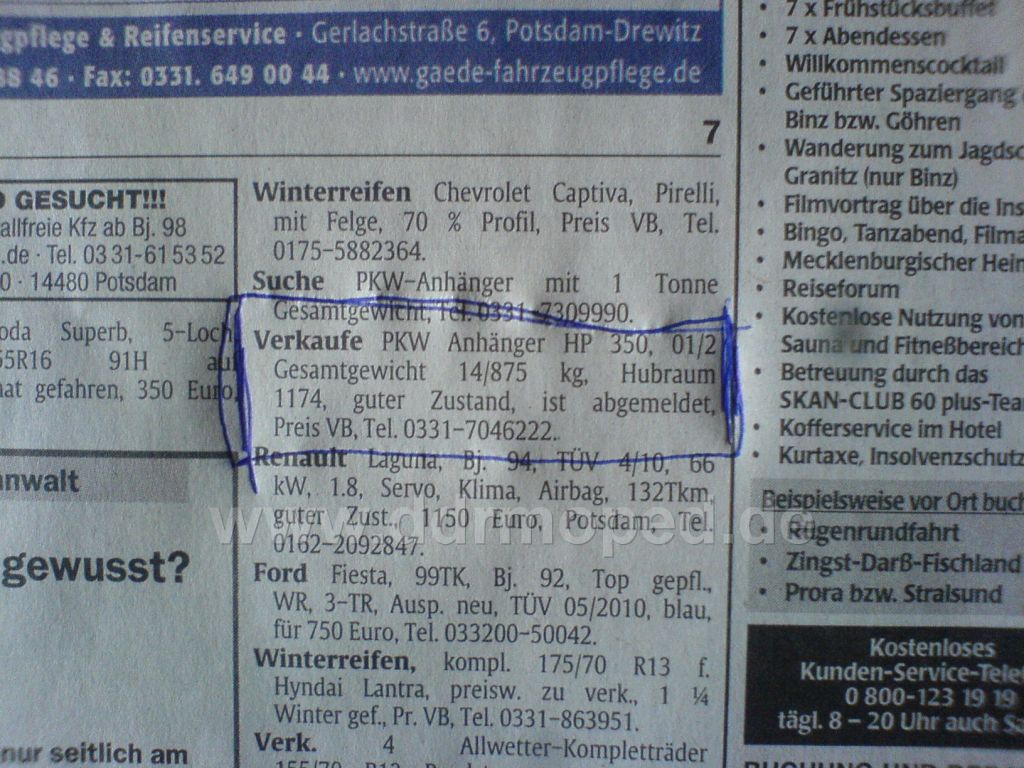 gpflege & Reifenservice · Gerlachstraße 6, Potsdam-Drewitz
88 46 · Fax: 0331. 649 00 44 · www.gaede-fahrzeugpflege.de
7
GESUCHT!!!
allfreie Kfz ab Bj. 98
.de · Tel. 03 31-61 53 52
0 · 14480 Potsdam
oda Superb, 5-Loch
55R16 91H auf
hat gefahren, 350 Euro,
anwalt
gewusst?
nur seitlich am
Winterreifen Chevrolet Captiva, Pirelli,
mit Felge, 70 % Profil, Preis VB, Tel.
0175-5882364.
Suche PKW-Anhänger mit 1 Tonne
Gesamtgewicht, Tel. 0331-7309990.
Verkaufe PKW Anhänger HP 350, 01/2
Gesamtgewicht 14/875 kg, Hubraum
1174, guter Zustand, ist abgemeldet,
Preis VB, Tel. 0331-7046222.
Renault Laguna, Bj. 94, TÜV 4/10, 66
kW, 1.8, Servo, Klima, Airbag, 132Tkm,
guter Zust., 1150 Euro, Potsdam, Tel.
0162-2092847.
Ford Fiesta, 99TK, Bj. 92, Top gepfl.,
WR, 3-TR, Ausp. neu, TÜV 05/2010, blau,
für 750 Euro, Tel. 033200-50042.
Winterreifen, kompl. 175/70 R13 f.
Hyndai Lantra, preisw. zu verk., 1 ¼
Winter gef., Pr. VB, Tel. 0331-863951.
Verk. 4 Allwetter-Kompletträder
155/70 R13
www.durmoped.de
• 7 x Frühstücksbuffet
• 7 x Abendessen
• Willkommenscocktail
• Geführter Spaziergang
Binz bzw. Göhren
• Wanderung zum Jagdsc
Granitz (nur Binz)
• Filmvortrag über die Ins
• Bingo, Tanzabend, Filma
• Mecklenburgischer Hei
• Reiseforum
• Kostenlose Nutzung von
Sauna und Fitneßbereich
• Betreuung durch das
SKAN-CLUB 60 plus-Tea
• Kofferservice im Hotel
• Kurtaxe, Insolvenzschutz
Beispielsweise vor Ort buch
• Rügenrundfahrt
• Zingst-Darß-Fischland
• Prora bzw. Stralsund
Kostenloses
Kunden-Service-Tele
0 800-123 19 19
tägl. 8 – 20 Uhr auch Sa